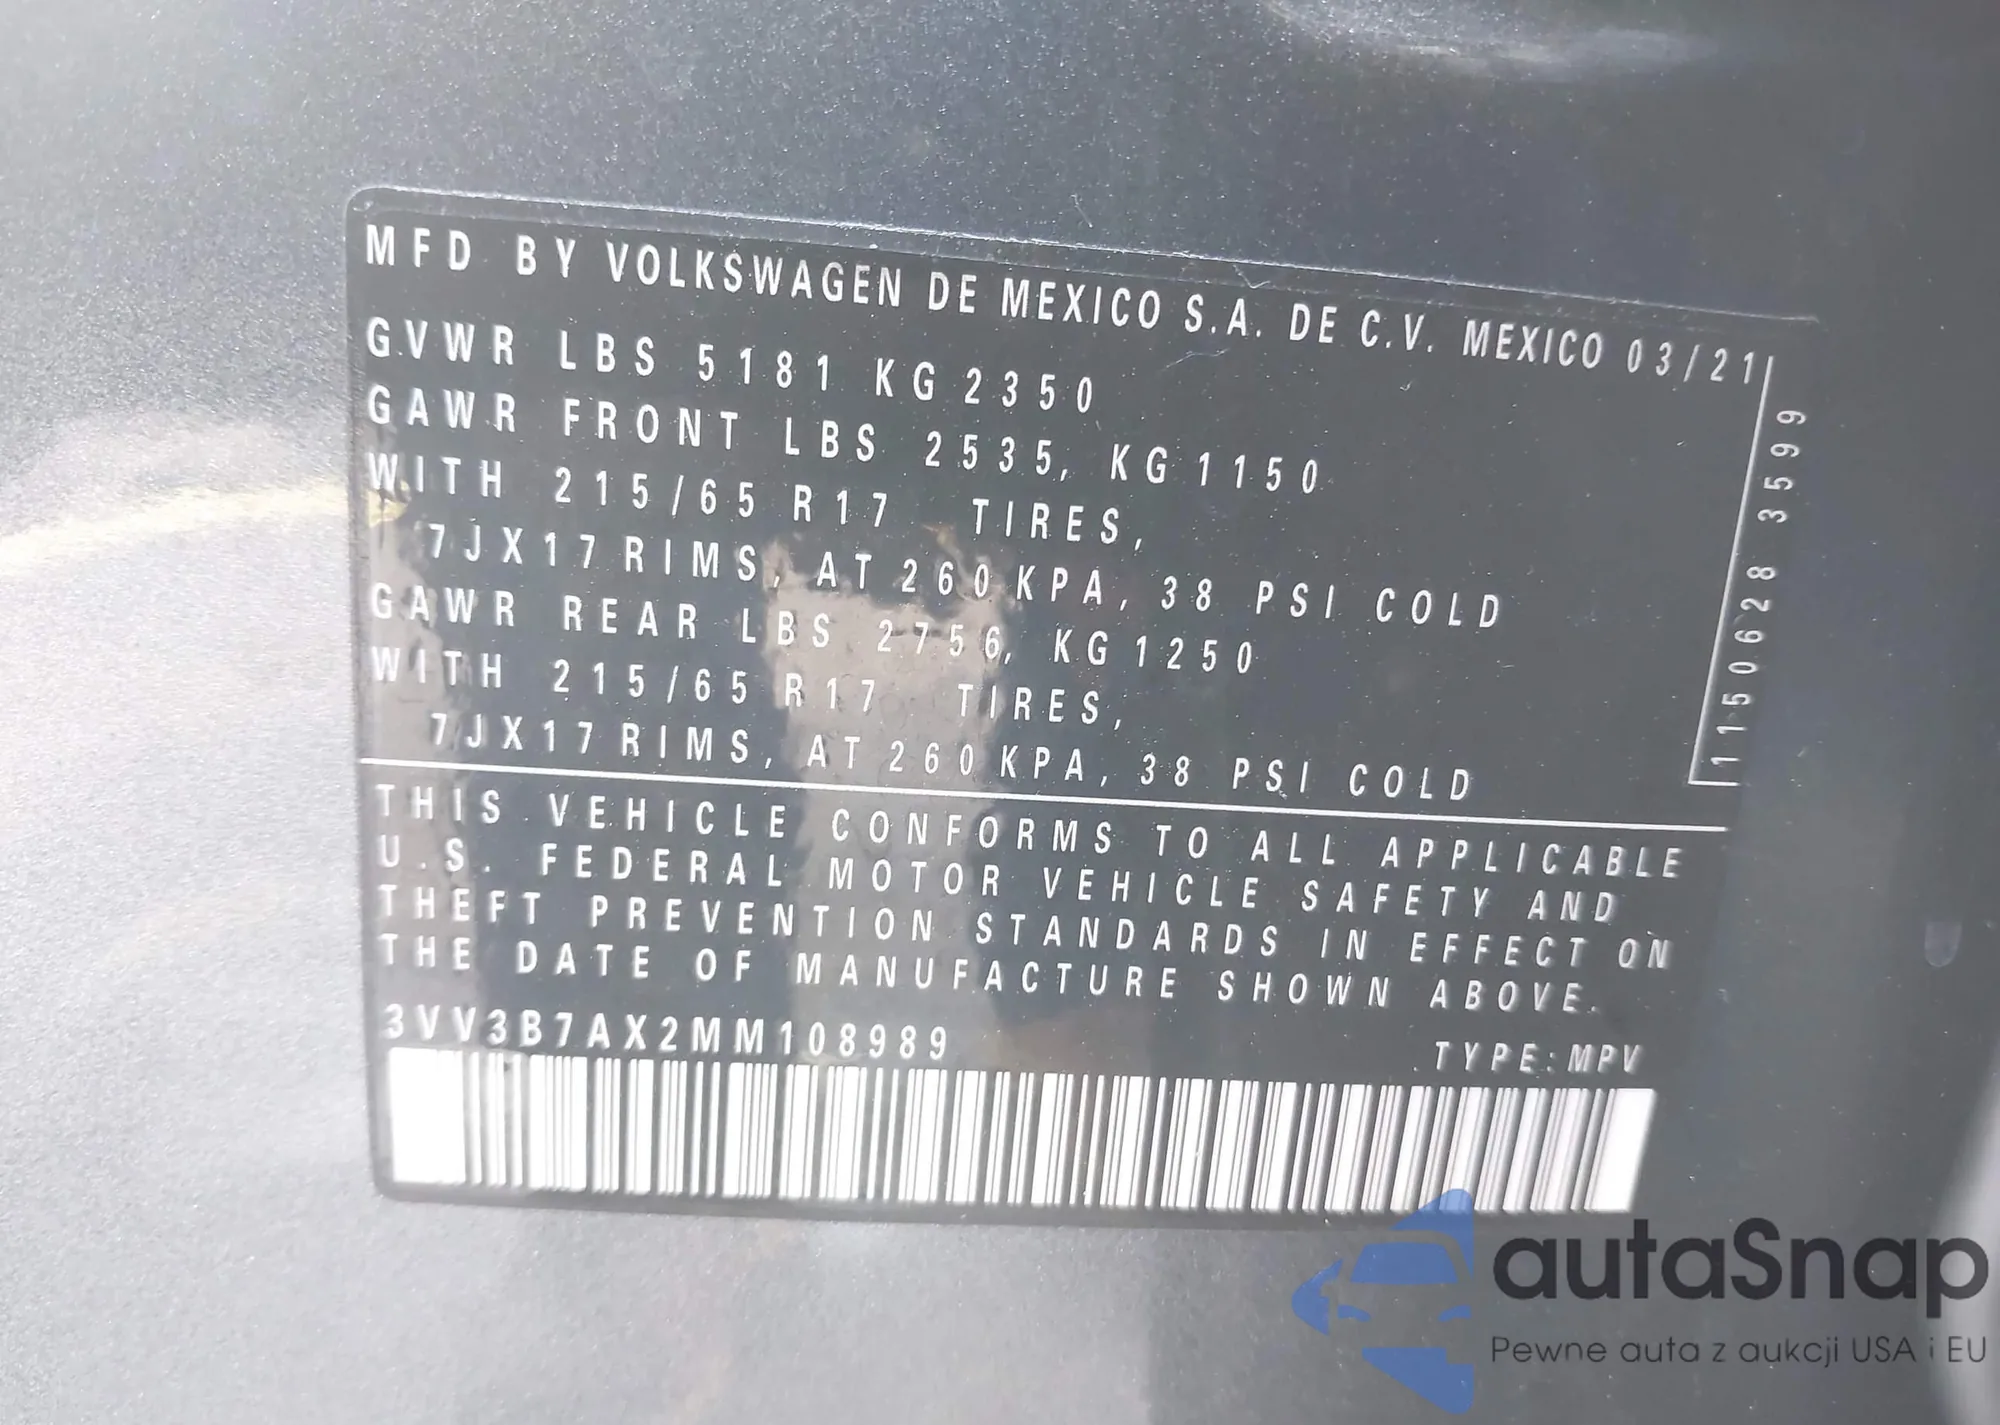 MFD BY VOLKSWAGEN DE MEXICO S.A. DE C.V. MEXICO 03/21
GVWR LBS 5181 KG 2350
GAWR FRONT LBS 2535, KG 1150
WITH 215/65 R17 TIRES,
7JX17 RIMS, AT 260 KPA, 38 PSI COLD
GAWR REAR LBS 2756, KG 1250
WITH 215/65 R17 TIRES,
7JX17 RIMS, AT 260 KPA, 38 PSI COLD
1150628 3599
THIS VEHICLE CONFORMS TO ALL APPLICABLE
U.S. FEDERAL MOTOR VEHICLE SAFETY AND
THEFT PREVENTION STANDARDS IN EFFECT ON
THE DATE OF MANUFACTURE SHOWN ABOVE.
3VV3B7AX2MM108989
TYPE: MPV
autaSnap
Pewne auta z aukcji USA i EU